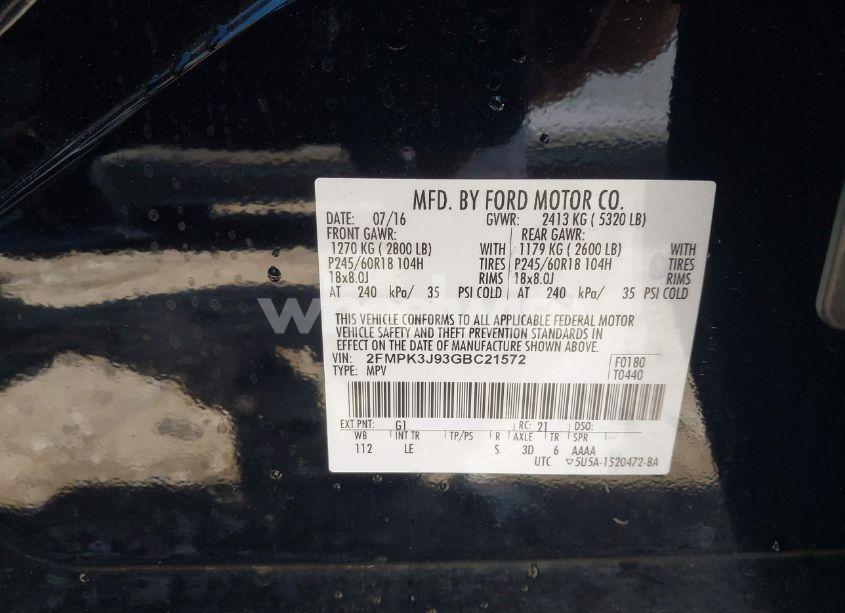 MFD. BY FORD MOTOR CO.
DATE: 07/16 GVWR: 2413 KG ( 5320 LB)
FRONT GAWR: REAR GAWR:
1270 KG ( 2800 LB) WITH 1179 KG ( 2600 LB) WITH
P245/60R18 104H TIRES P245/60R18 104H TIRES
18x8.0J RIMS 18x8.0J RIMS
AT 240 kPa/ 35 PSI COLD AT 240 kPa/ 35 PSI COLD
THIS VEHICLE CONFORMS TO ALL APPLICABLE FEDERAL MOTOR
VEHICLE SAFETY AND THEFT PREVENTION STANDARDS IN
EFFECT ON THE DATE OF MANUFACTURE SHOWN ABOVE.
VIN: 2FMPK3J93GBC21572 F0180
TYPE: MPV T0440
EXT PNT: G1 RC: 21 DSO:
WB INT TR TP/PS R AXLE TR SPR
112 LE S 3D 6 AAAA
UTC 5U5A-1520472-BA